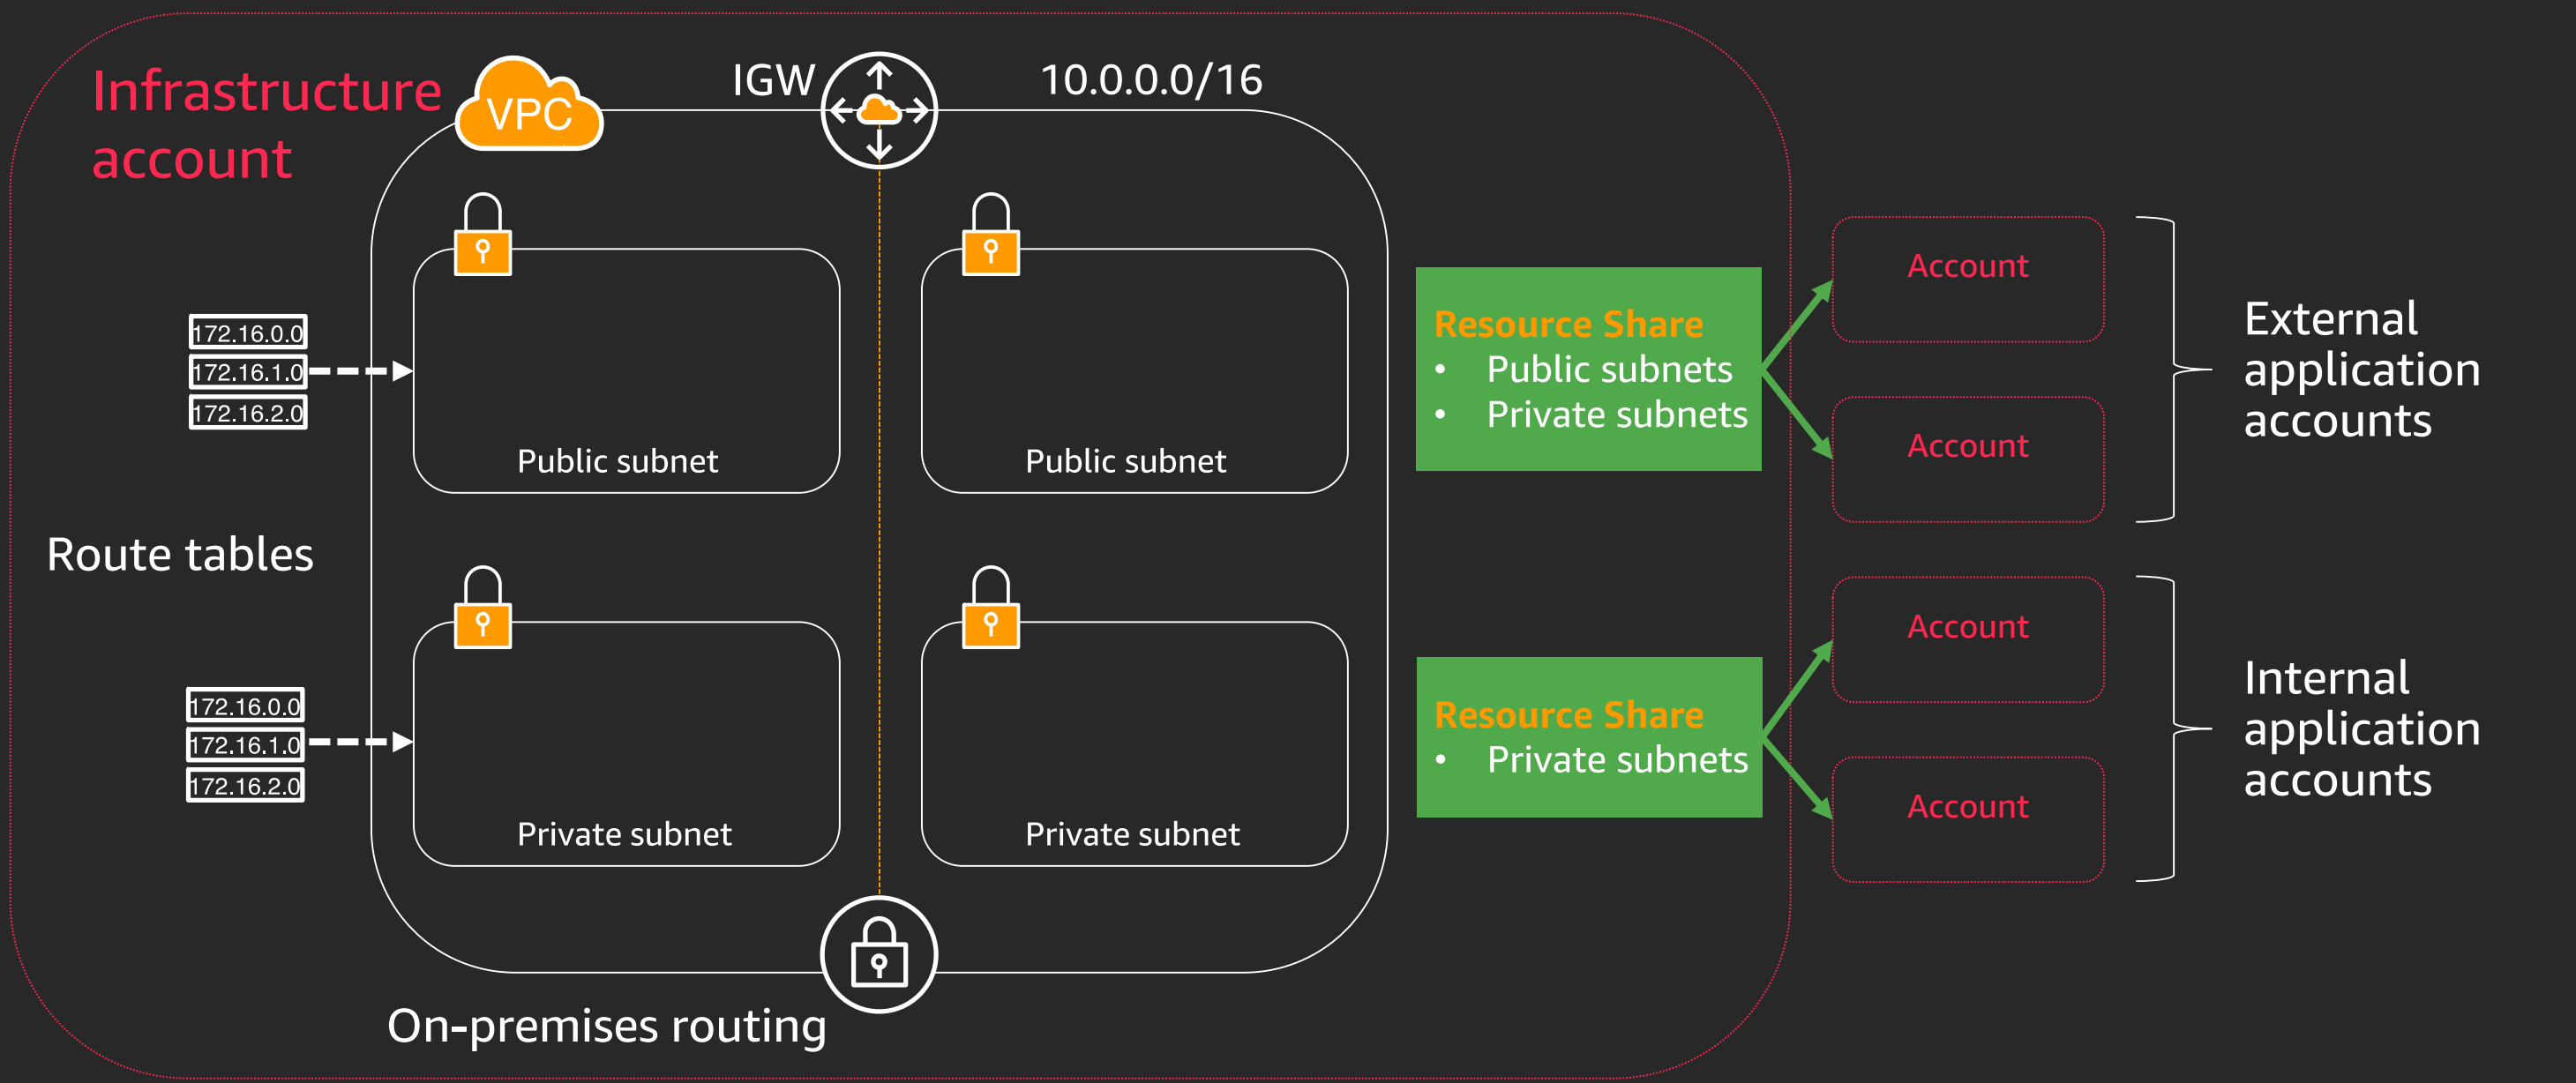 Infrastructure
account
VPC
IGW
10.0.0.0/16
172.16.0.0
172.16.1.0
172.16.2.0
Public subnet
Public subnet
Route tables
172.16.0.0
172.16.1.0
172.16.2.0
Private subnet
Private subnet
On-premises routing
Resource Share
• Public subnets
• Private subnets
Resource Share
• Private subnets
Account
Account
External
application
accounts
Account
Account
Internal
application
accounts